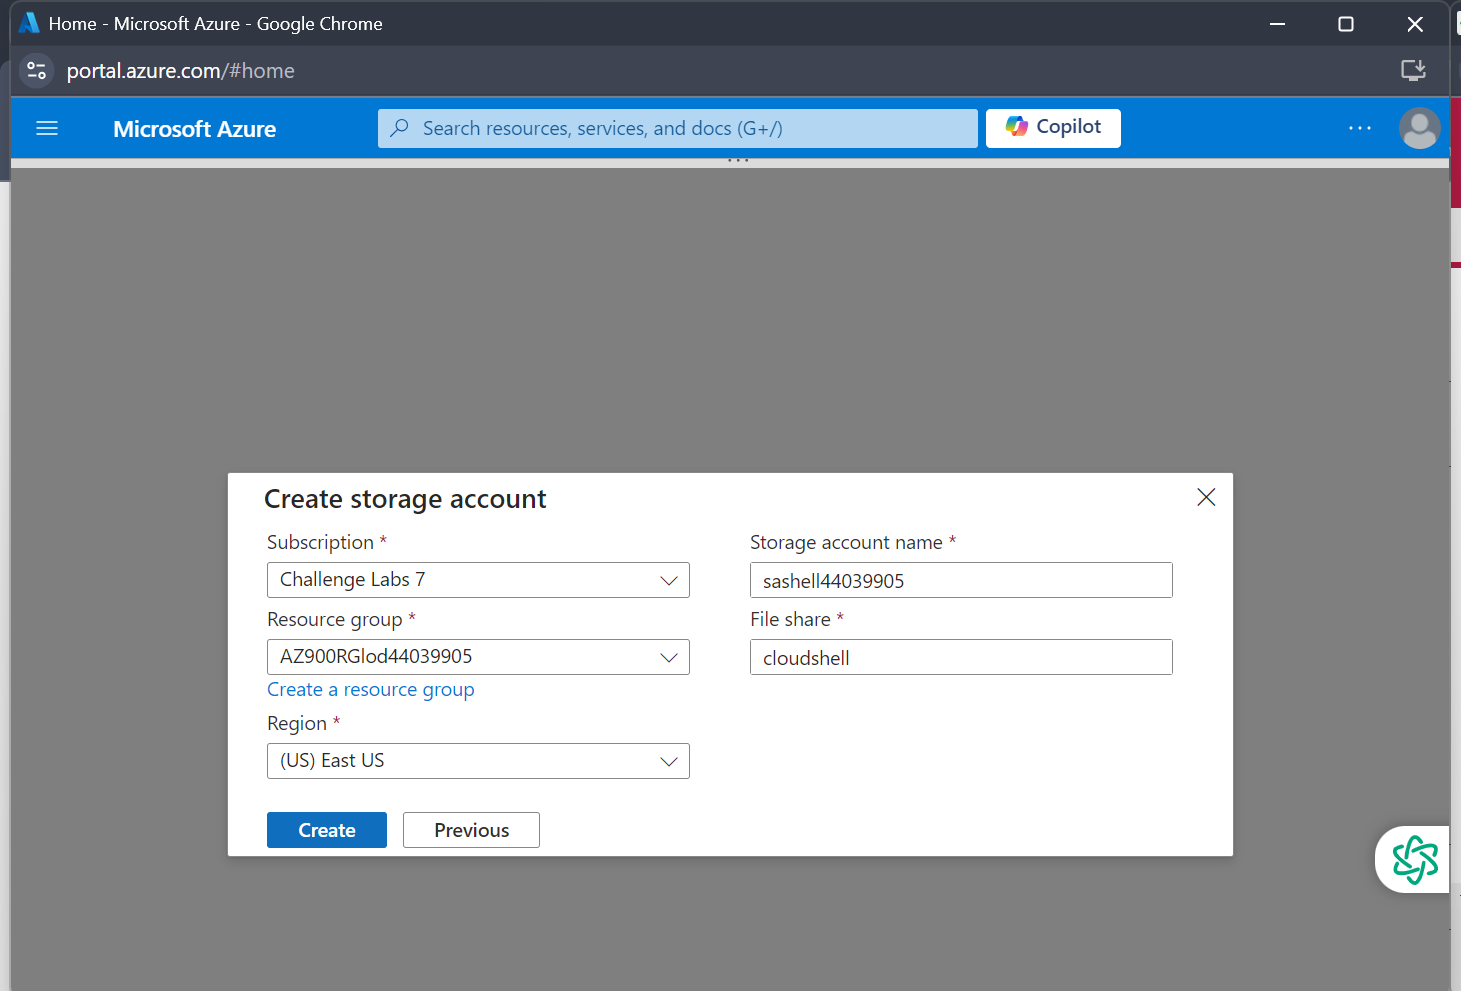 Home - Microsoft Azure - Google Chrome
portal.azure.com/#home
Microsoft Azure
Search resources, services, and docs (G+/)
Copilot
Create storage account
Subscription *
Storage account name *
Challenge Labs 7
sashell44039905
Resource group *
File share *
AZ900RGlod44039905
cloudshell
Create a resource group
Region *
(US) East US
Create
Previous